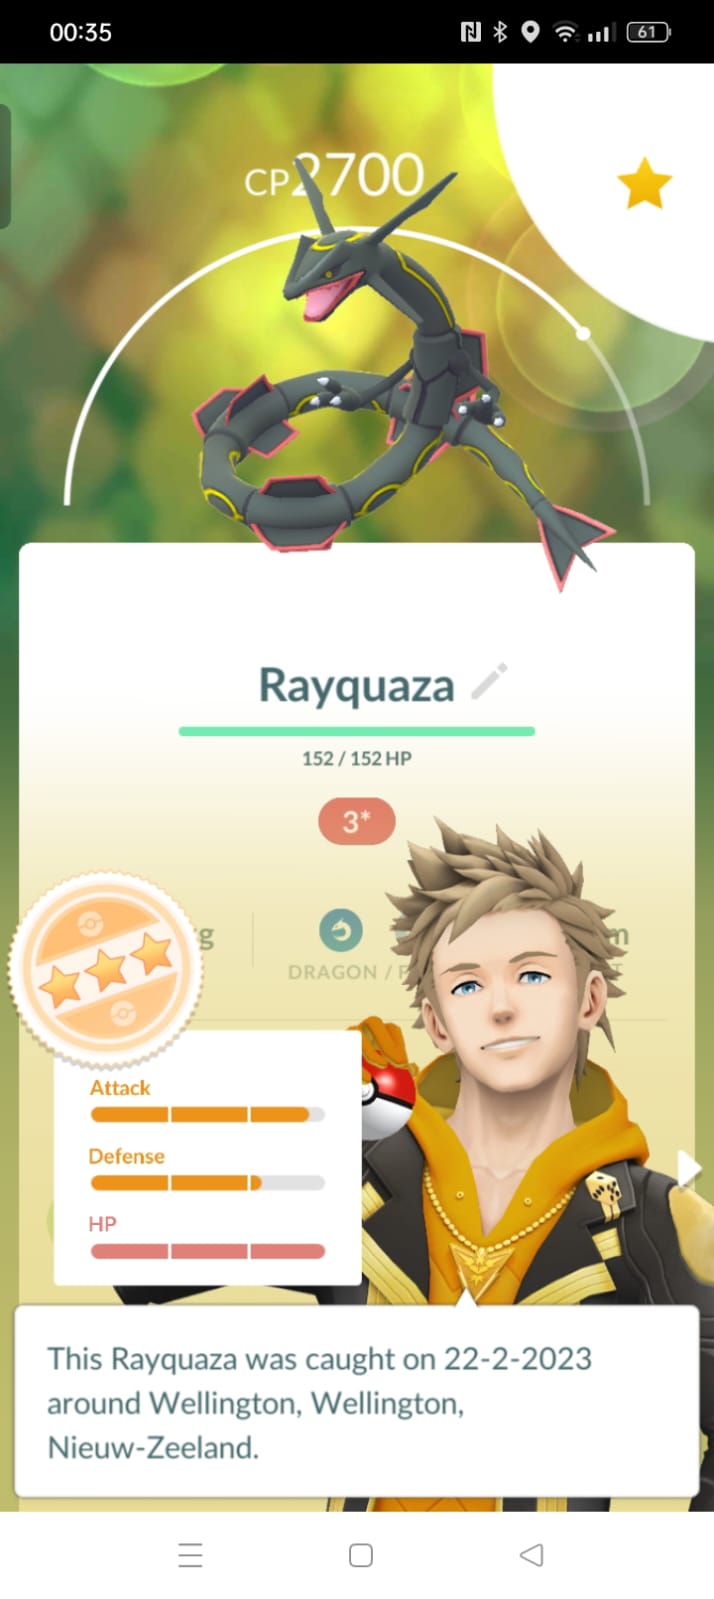 00:35
61
CP2700
Rayquaza
152 / 152 HP
3*
DRAGON /
Attack
Defense
HP
This Rayquaza was caught on 22-2-2023
around Wellington, Wellington,
Nieuw-Zeeland.